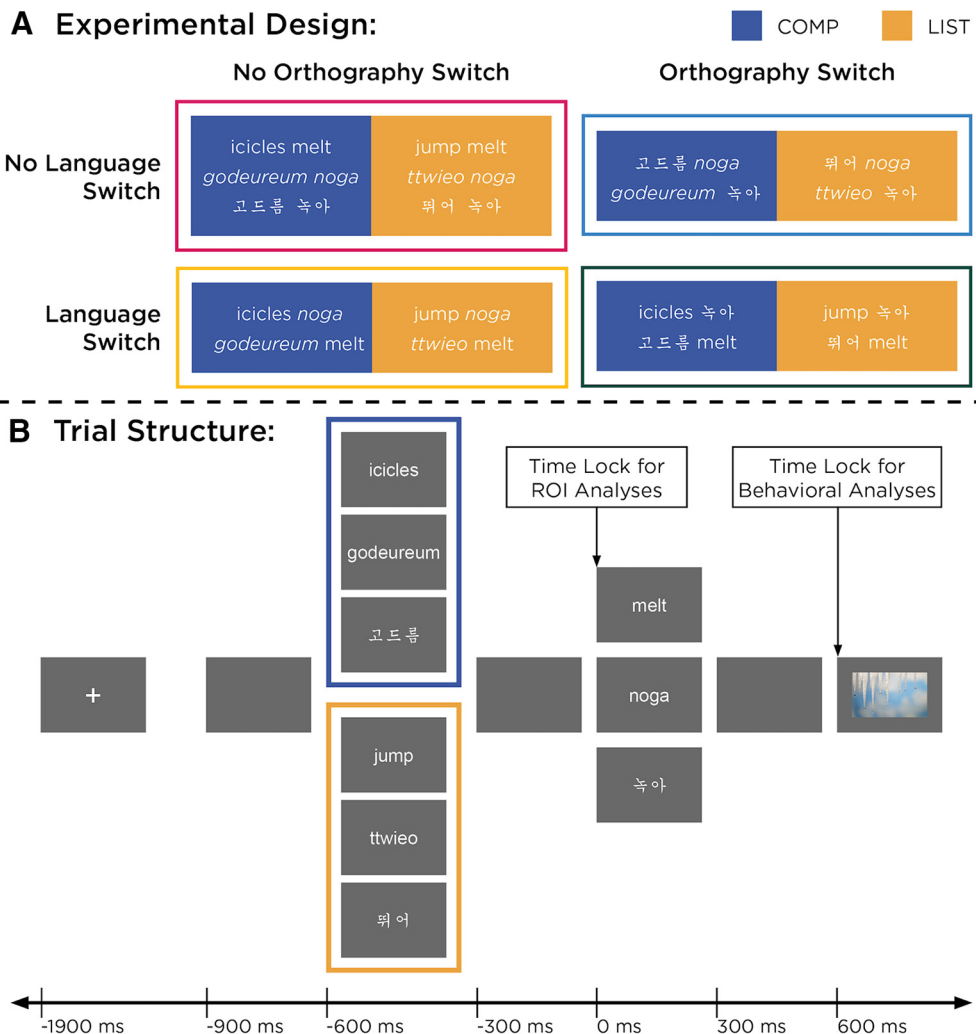 A Experimental Design:
COMP
LIST
No Orthography Switch
Orthography Switch
No Language
Switch
icicles melt
godeureum noga
고드름 녹아
jump melt
ttwieo noga
뛰어 녹아
고드름 noga
godeureum 녹아
뛰어 noga
ttwieo 녹아
Language
Switch
icicles noga
godeureum melt
jump noga
ttwieo melt
icicles 녹아
고드름 melt
jump 녹아
뛰어 melt
B Trial Structure:
icicles
godeureum
고드름
Time Lock for
ROI Analyses
Time Lock for
Behavioral Analyses
+
melt
noga
녹아
jump
ttwieo
뛰어
-1900 ms
-900 ms
-600 ms
-300 ms
0 ms
300 ms
600 ms